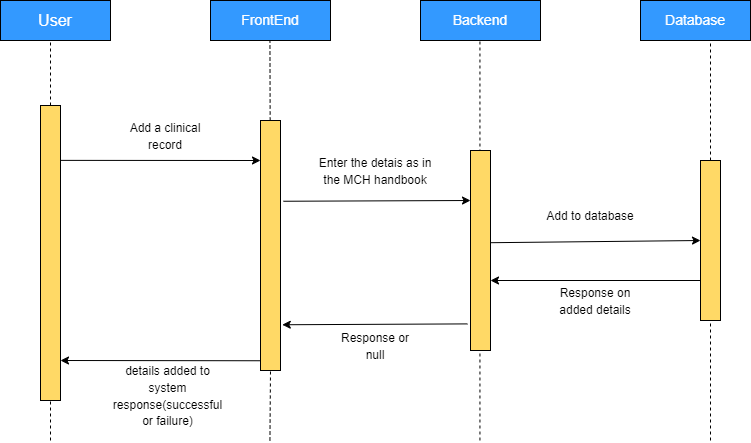 User
FrontEnd
Backend
Database
Add a clinical
record
Enter the detais as in
the MCH handbook
Add to database
Response on
added details
Response or
null
details added to
system
response(successful
or failure)